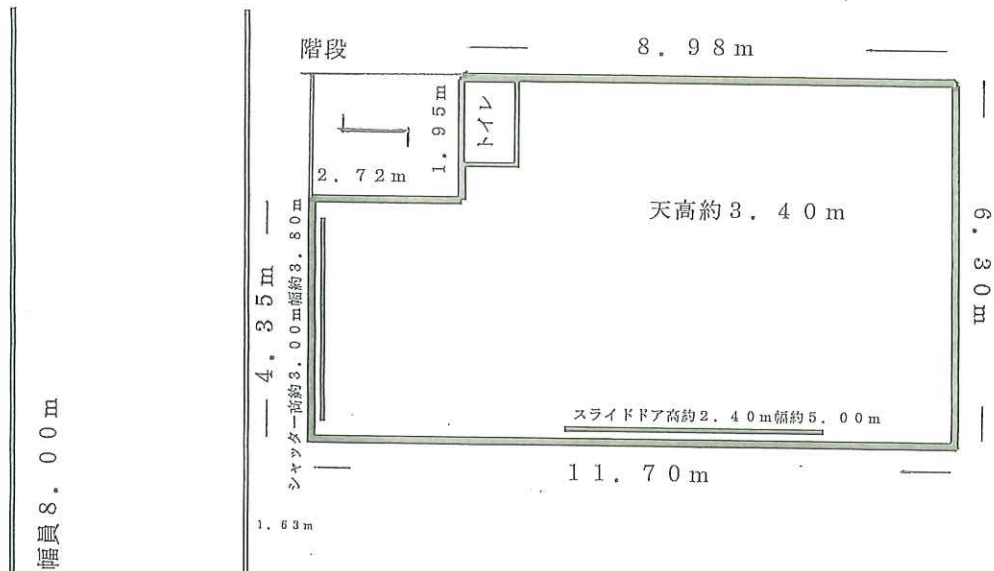 階段
8.98m
1.95m
トイレ
2.72m
天高約3.40m
6.30m
4.35m
シャッター高約3.00m幅約3.80m
スライドドア高約2.40m幅約5.00m
11.70m
1.63m
幅員8.00m